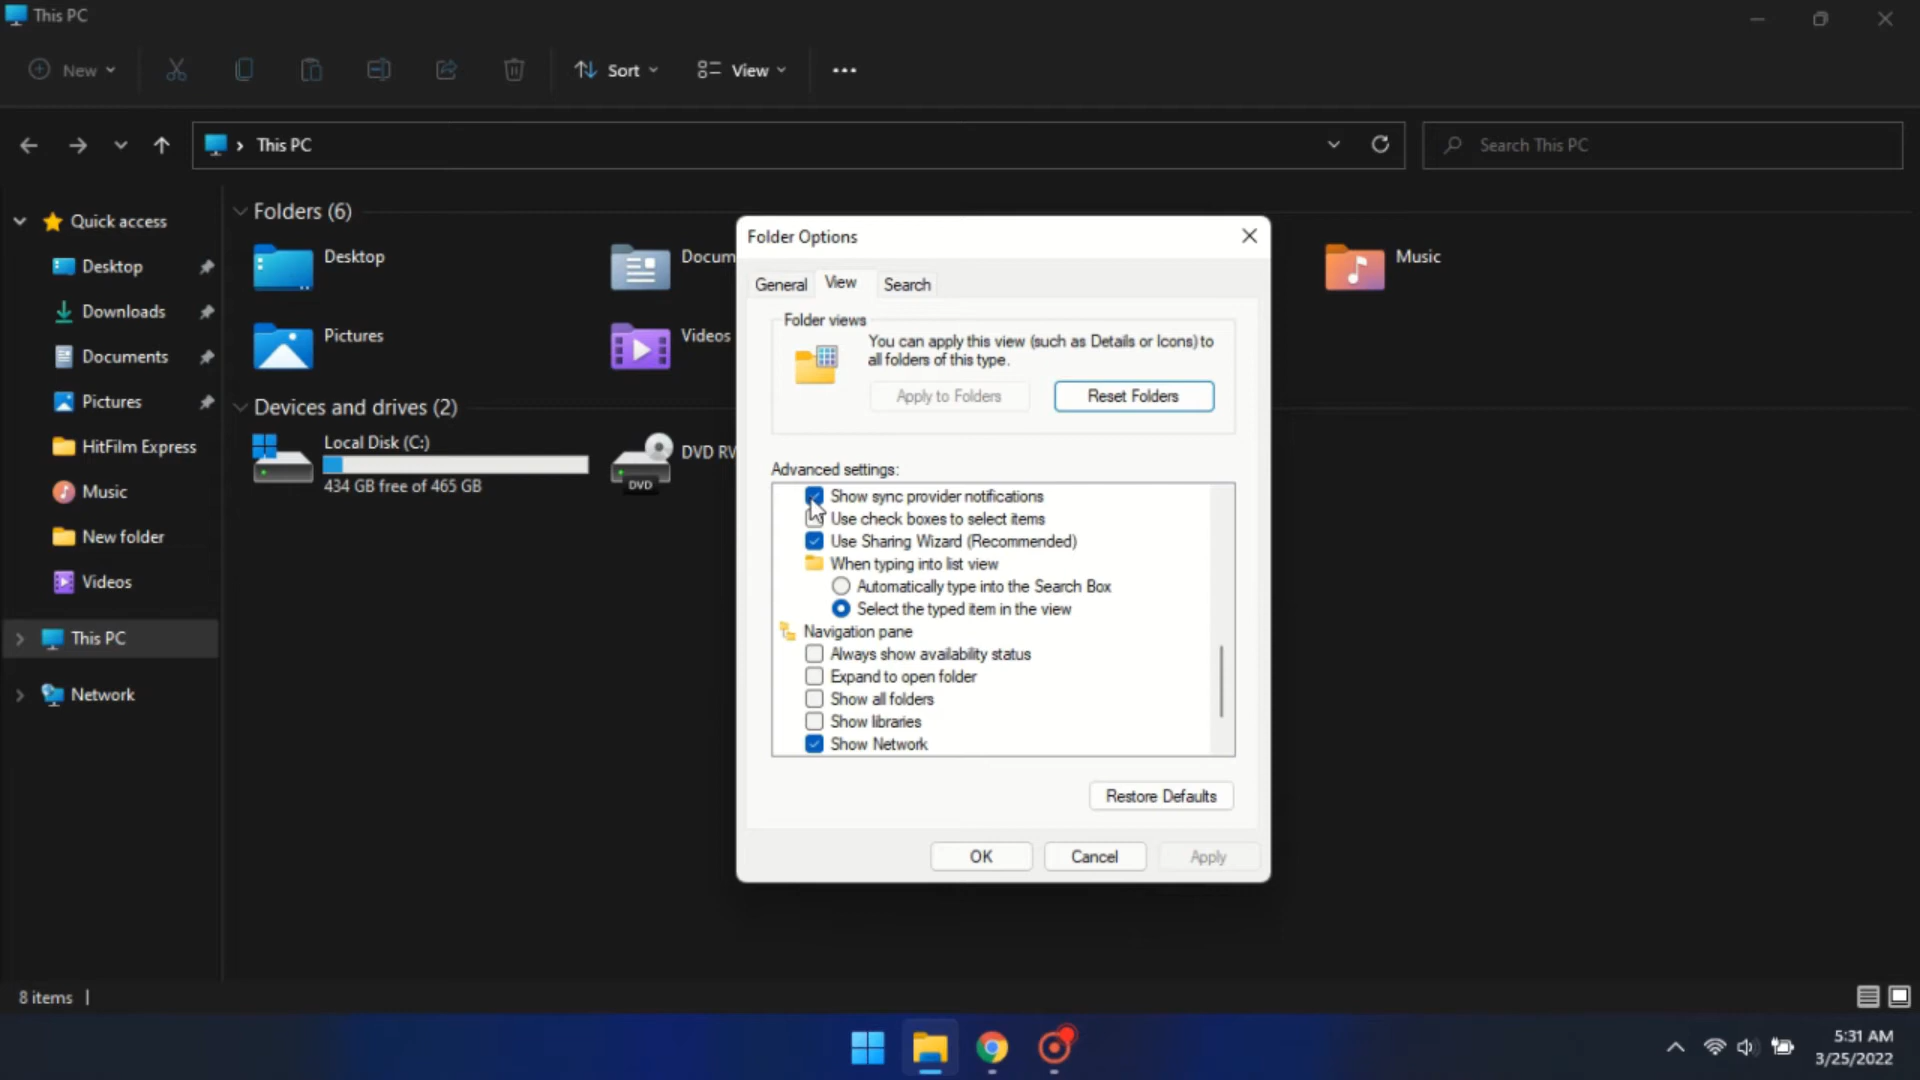 This PC
New
Sort
View
This PC
Search This PC
Quick access
Desktop
Downloads
Documents
Pictures
HitFilm Express
Music
New folder
Videos
This PC
Network
Folders (6)
Desktop
Docum
Music
Pictures
Videos
Devices and drives (2)
Local Disk (C:)
434 GB free of 465 GB
DVD RW
DVD
Folder Options
General
View
Search
Folder views
You can apply this view (such as Details or Icons) to
all folders of this type.
Apply to Folders
Reset Folders
Advanced settings:
Show sync provider notifications
Use check boxes to select items
Use Sharing Wizard (Recommended)
When typing into list view
Automatically type into the Search Box
Select the typed item in the view
Navigation pane
Always show availability status
Expand to open folder
Show all folders
Show libraries
Show Network
Restore Defaults
OK
Cancel
Apply
8 items
5:31 AM
3/25/2022